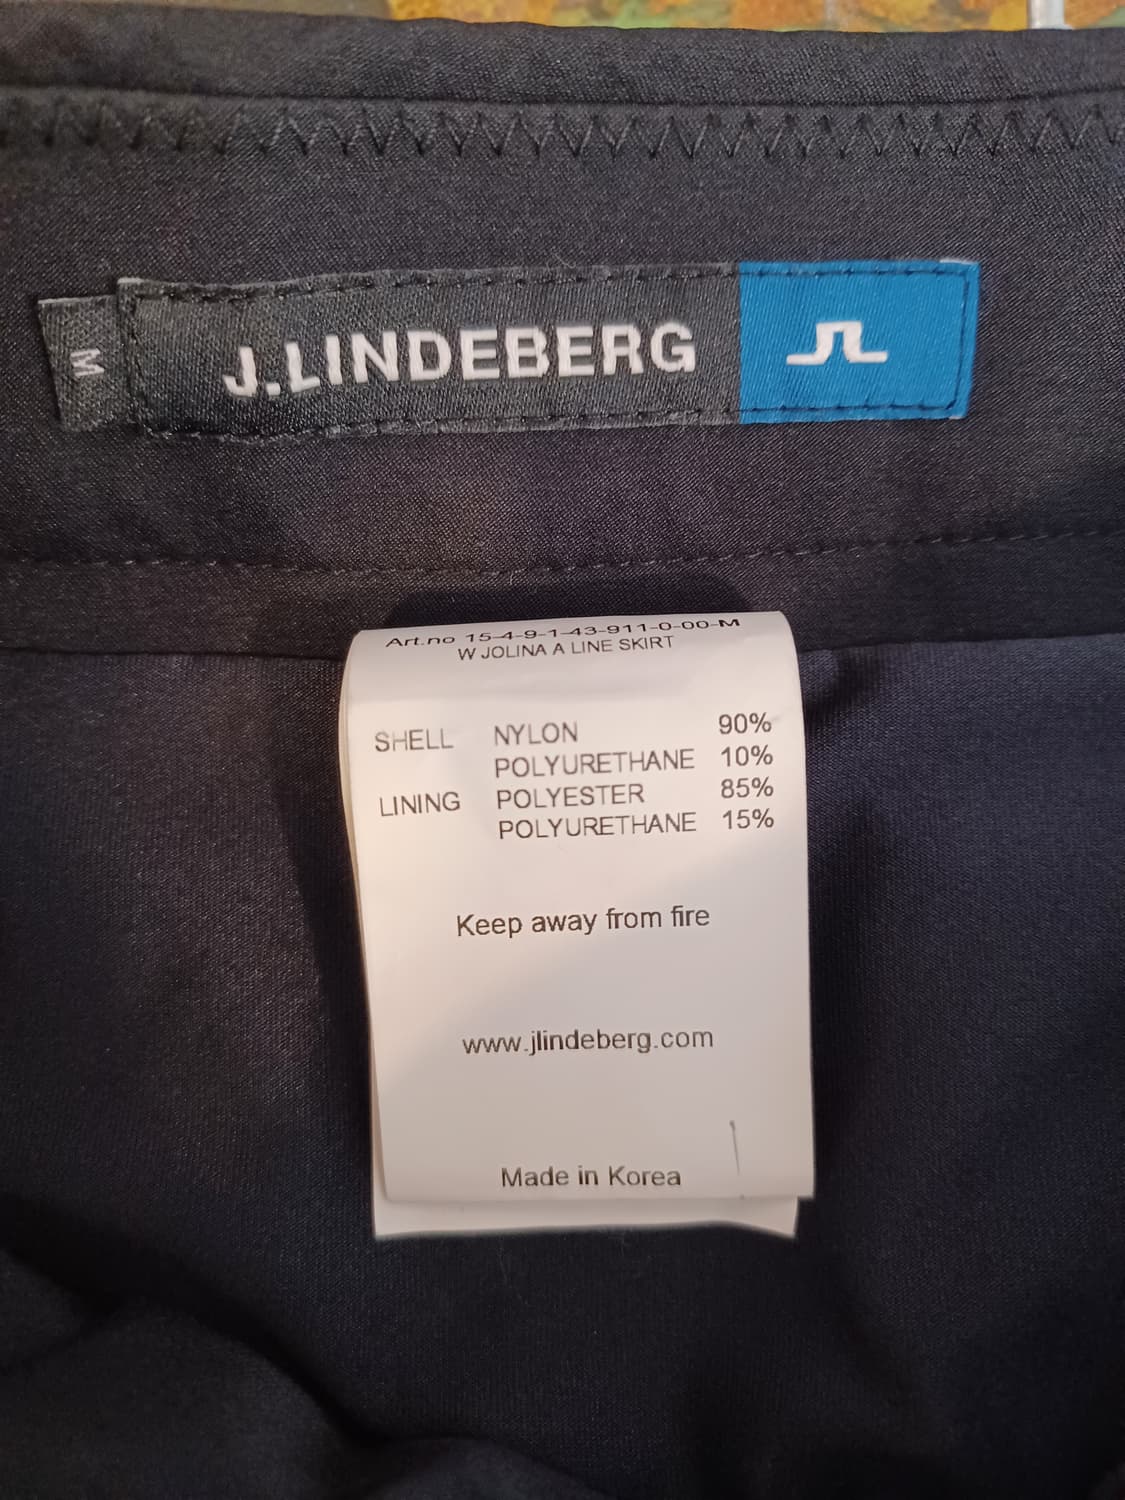 M
J.LINDEBERG
Art.no 15-4-9-1-43-911-0-00-M
W JOLINA A LINE SKIRT
SHELL NYLON 90%
POLYURETHANE 10%
LINING POLYESTER 85%
POLYURETHANE 15%
Keep away from fire
www.jlindeberg.com
Made in Korea